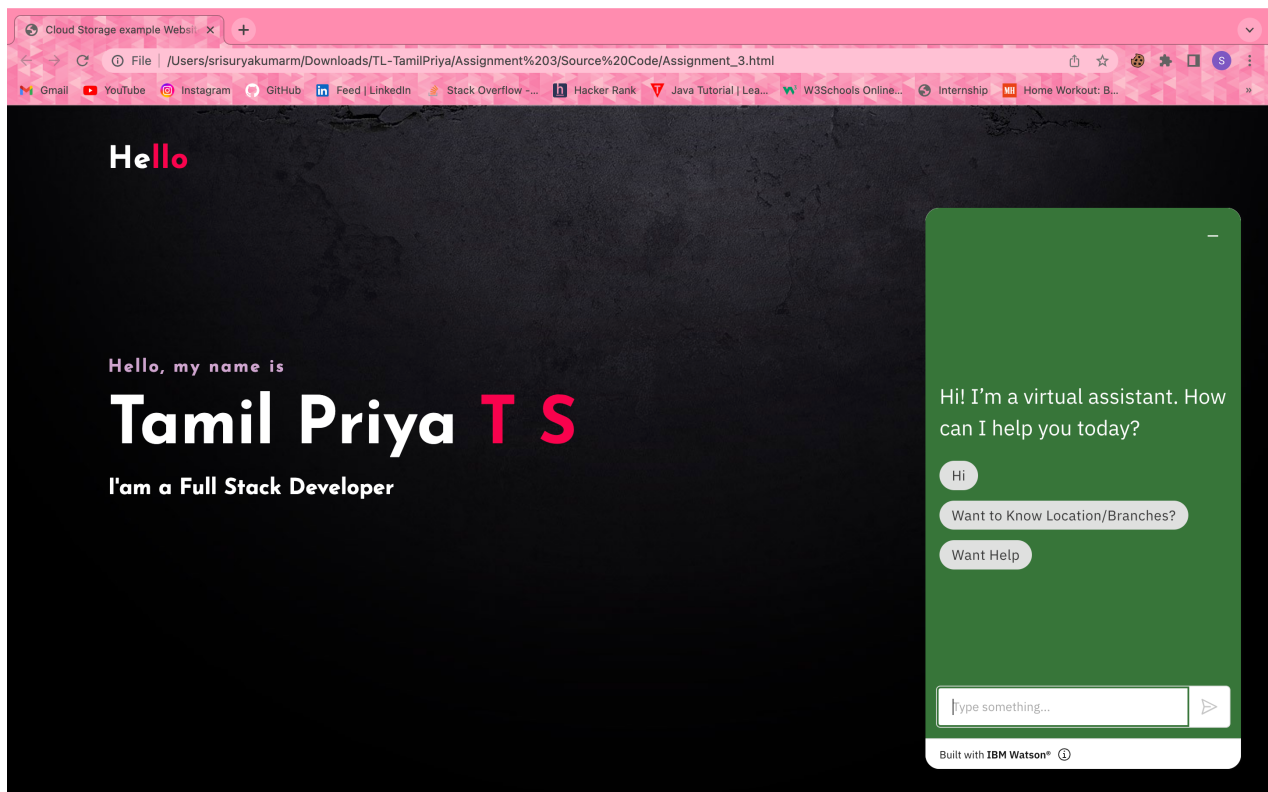 Cloud Storage example Websit
File
/Users/srisuryakumarm/Downloads/TL-TamilPriya/Assignment%203/Source%20Code/Assignment_3.html
S
Gmail YouTube Instagram GitHub in Feed | LinkedIn Stack Overflow -... h Hacker Rank Java Tutorial | Lea... W3Schools Online... Internship MH Home Workout: B... »
Hello
Hello, my name is
Tamil Priya T S
I'am a Full Stack Developer
Hi! I’m a virtual assistant. How
can I help you today?
Hi
Want to Know Location/Branches?
Want Help
Type something...
Built with IBM Watson®